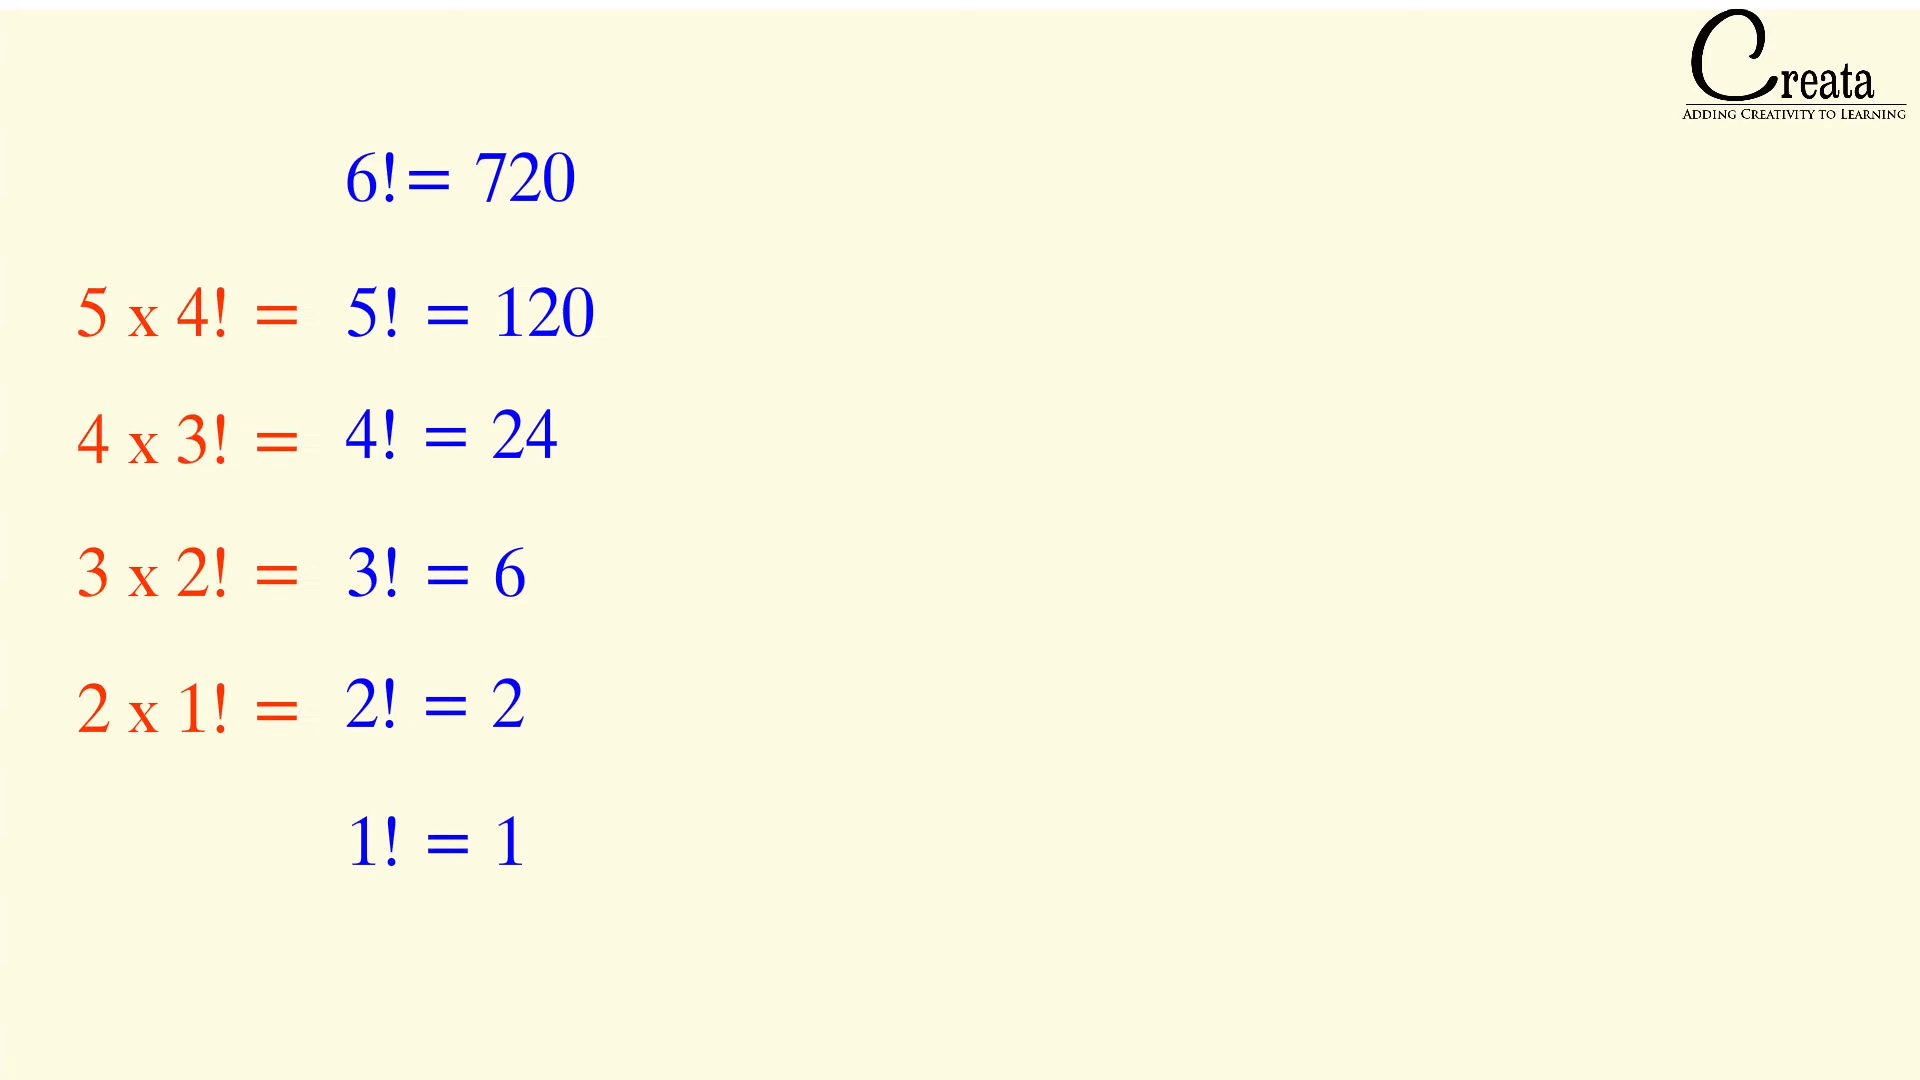 Creata
ADDING CREATIVITY TO LEARNING
6! = 720
5 x 4! = 5! = 120
4 x 3! = 4! = 24
3 x 2! = 3! = 6
2 x 1! = 2! = 2
1! = 1